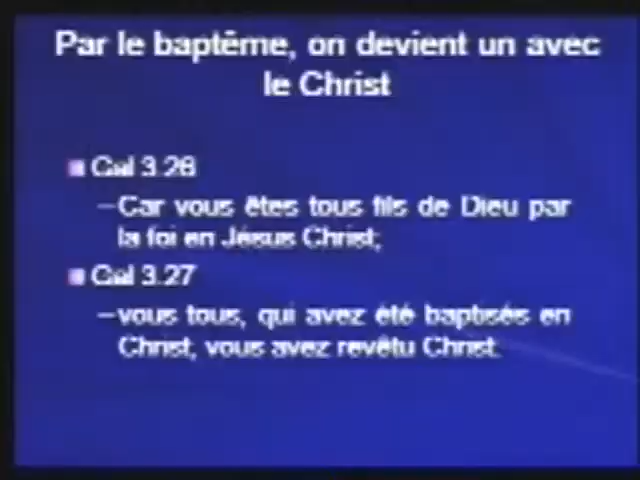 Par le baptême, on devient un avec
le Christ
Gal 3.26
–Car vous êtes tous fils de Dieu par
la foi en Jésus Christ;
Gal 3.27
–vous tous, qui avez été baptisés en
Christ, vous avez revêtu Christ.